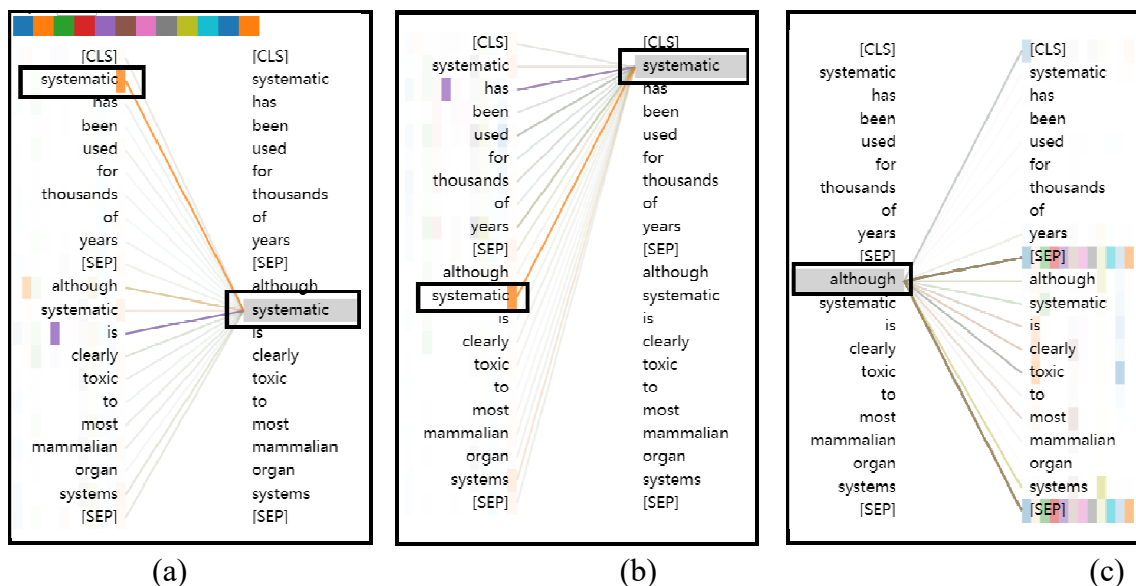 [CLS] [CLS]
systematic systematic
has has
been been
used used
for for
thousands thousands
of of
years years
[SEP] [SEP]
although although
systematic systematic
is is
clearly clearly
toxic toxic
to to
most most
mammalian mammalian
organ organ
systems systems
[SEP] [SEP]
(a)
[CLS] [CLS]
systematic systematic
has has
been been
used used
for for
thousands thousands
of of
years years
[SEP] [SEP]
although although
systematic systematic
is is
clearly clearly
toxic toxic
to to
most most
mammalian mammalian
organ organ
systems systems
[SEP] [SEP]
(b)
[CLS] [CLS]
systematic systematic
has has
been been
used used
for for
thousands thousands
of of
years years
[SEP] [SEP]
although although
systematic systematic
is is
clearly clearly
toxic toxic
to to
most most
mammalian mammalian
organ organ
systems systems
[SEP] [SEP]
(c)